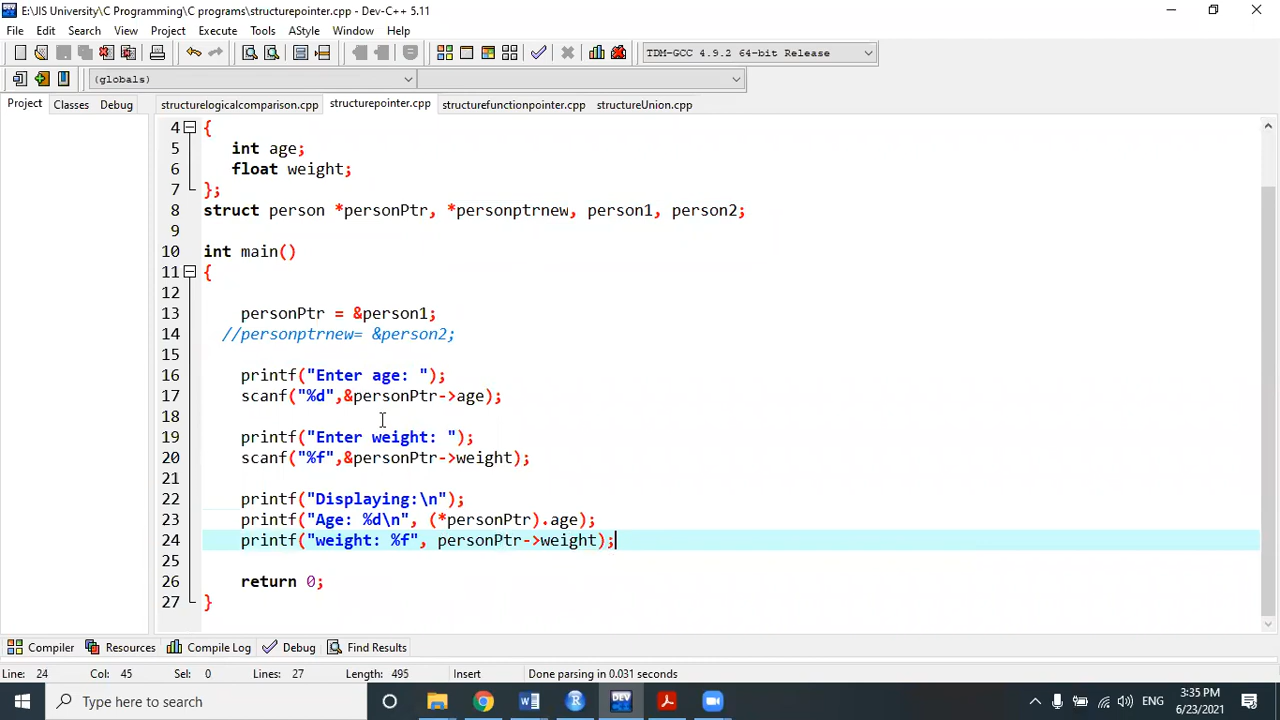 E:\JIS University\C Programming\C programs\structurepointer.cpp - Dev-C++ 5.11
File Edit Search View Project Execute Tools AStyle Window Help
TDM-GCC 4.9.2 64-bit Release
(globals)
Project Classes Debug structurelogicalcomparison.cpp structurepointer.cpp structurefunctionpointer.cpp structureUnion.cpp
4 {
5 int age;
6 float weight;
7 };
8 struct person *personPtr, *personptrnew, person1, person2;
9
10 int main()
11 {
12
13 personPtr = &person1;
14 //personptrnew= &person2;
15
16 printf("Enter age: ");
17 scanf("%d",&personPtr->age);
18
19 printf("Enter weight: ");
20 scanf("%f",&personPtr->weight);
21
22 printf("Displaying:\n");
23 printf("Age: %d\n", (*personPtr).age);
24 printf("weight: %f", personPtr->weight);
25
26 return 0;
27 }
Compiler Resources Compile Log Debug Find Results
Line: 24 Col: 45 Sel: 0 Lines: 27 Length: 495 Insert Done parsing in 0.031 seconds
Type here to search
DEV
ENG
3:35 PM
6/23/2021